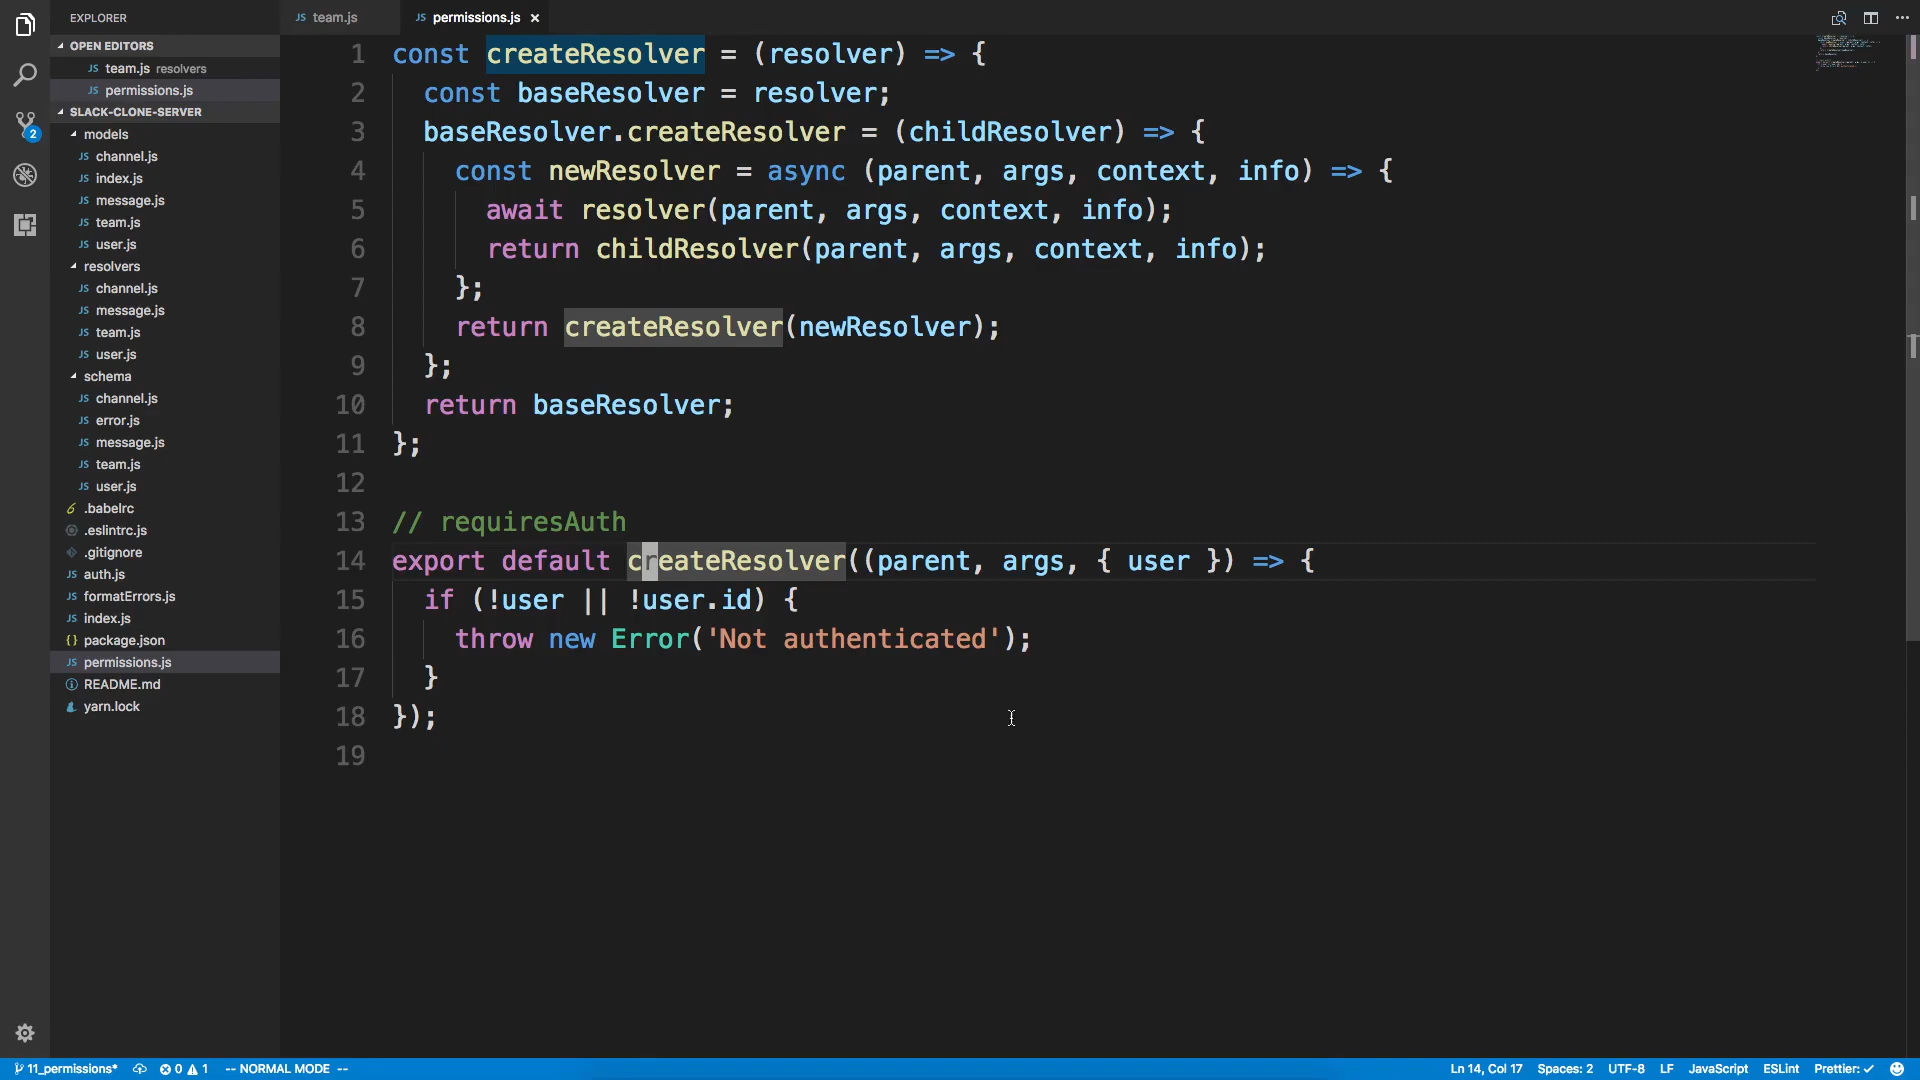 EXPLORER
OPEN EDITORS
JS team.js resolvers
JS permissions.js
SLACK-CLONE-SERVER
models
JS channel.js
JS index.js
JS message.js
JS team.js
JS user.js
resolvers
JS channel.js
JS message.js
JS team.js
JS user.js
schema
JS channel.js
JS error.js
JS message.js
JS team.js
JS user.js
.babelrc
.eslintrc.js
.gitignore
JS auth.js
JS formatErrors.js
JS index.js
{} package.json
JS permissions.js
README.md
yarn.lock
2
JS team.js
JS permissions.js ×
1 const createResolver = (resolver) => {
2 const baseResolver = resolver;
3 baseResolver.createResolver = (childResolver) => {
4 const newResolver = async (parent, args, context, info) => {
5 await resolver(parent, args, context, info);
6 return childResolver(parent, args, context, info);
7 };
8 return createResolver(newResolver);
9 };
10 return baseResolver;
11 };
12
13 // requiresAuth
14 export default createResolver((parent, args, { user }) => {
15 if (!user || !user.id) {
16 throw new Error('Not authenticated');
17 }
18 });
19
11_permissions* 0 1 -- NORMAL MODE -- Ln 14, Col 17 Spaces: 2 UTF-8 LF JavaScript ESLint Prettier: ✓